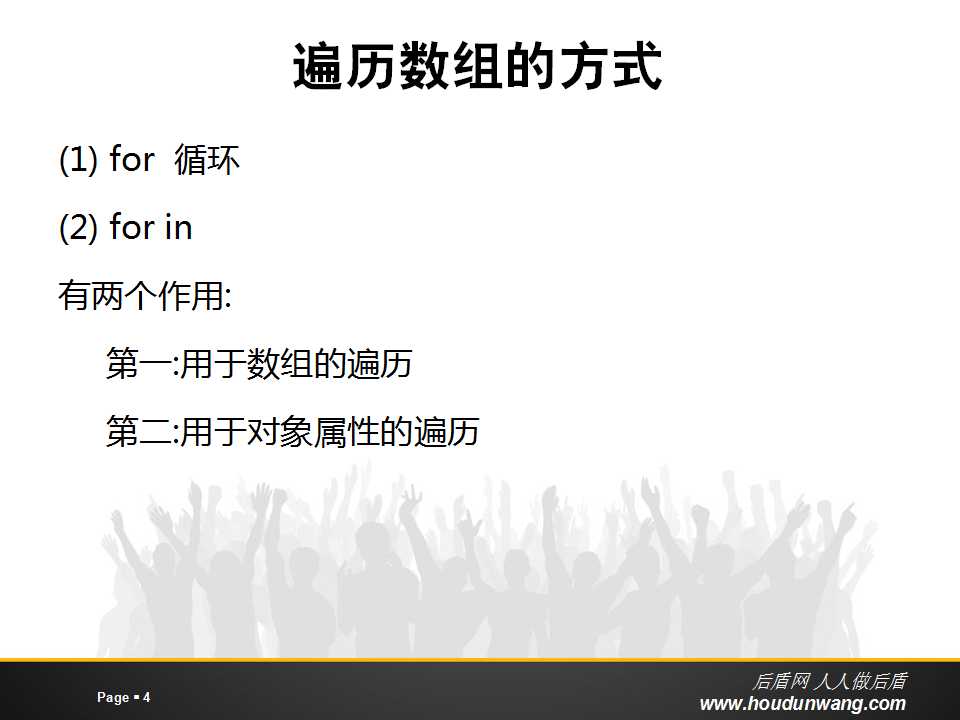 遍历数组的方式
(1) for 循环
(2) for in
有两个作用:
第一:用于数组的遍历
第二:用于对象属性的遍历
Page ▪ 4
后盾网 人人做后盾
www.houdunwang.com